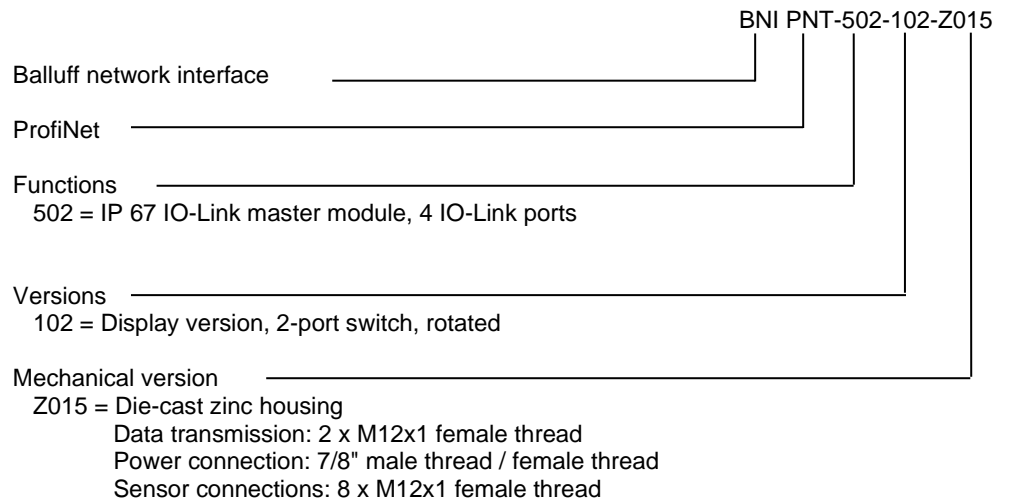 BNI PNT-502-102-Z015
Balluff network interface
ProfiNet
Functions
502 = IP 67 IO-Link master module, 4 IO-Link ports
Versions
102 = Display version, 2-port switch, rotated
Mechanical version
Z015 = Die-cast zinc housing
Data transmission: 2 x M12x1 female thread
Power connection: 7/8" male thread / female thread
Sensor connections: 8 x M12x1 female thread